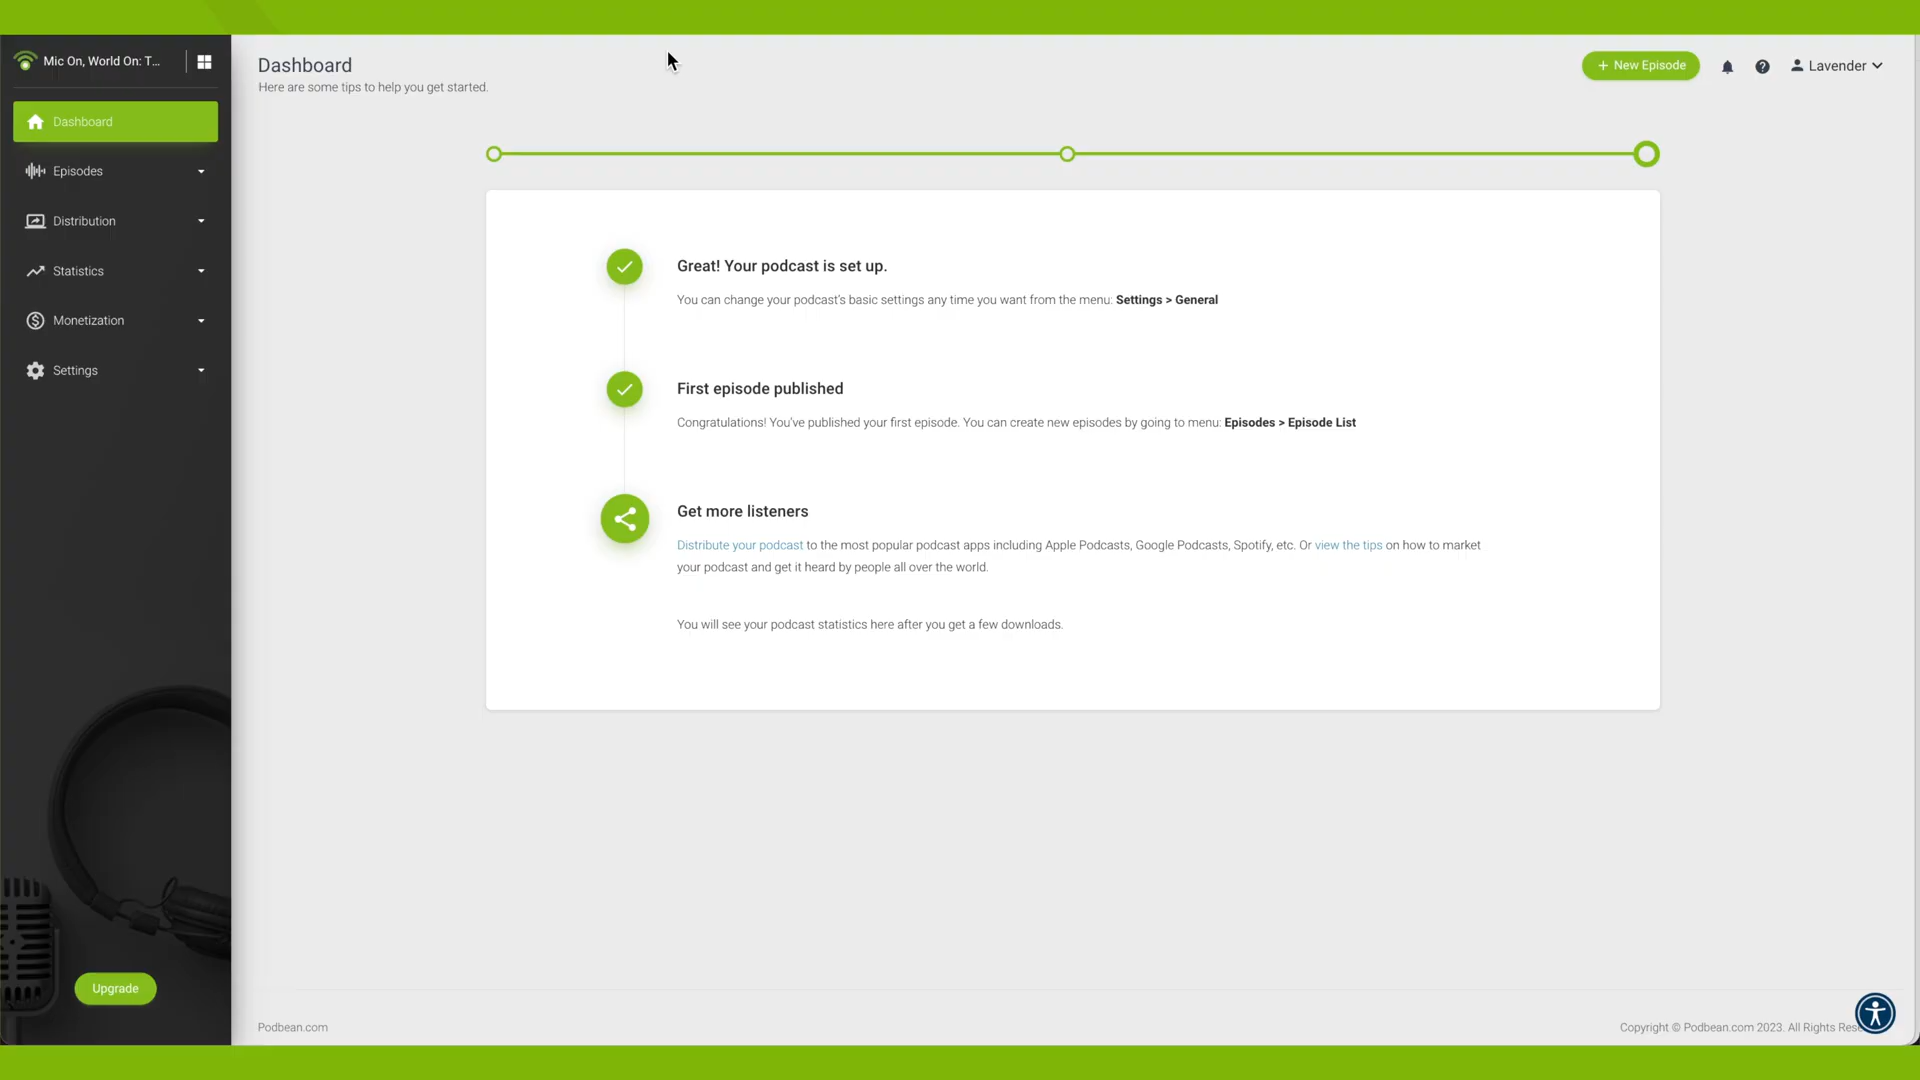 Mic On, World On: T...
Dashboard
Here are some tips to help you get started.
+ New Episode
Lavender
Dashboard
Episodes
Distribution
Statistics
Monetization
Settings
Great! Your podcast is set up.
You can change your podcast's basic settings any time you want from the menu: Settings > General
First episode published
Congratulations! You've published your first episode. You can create new episodes by going to menu: Episodes > Episode List
Get more listeners
Distribute your podcast to the most popular podcast apps including Apple Podcasts, Google Podcasts, Spotify, etc. Or view the tips on how to market
your podcast and get it heard by people all over the world.
You will see your podcast statistics here after you get a few downloads.
Upgrade
Podbean.com
Copyright © Podbean.com 2023. All Rights Rese